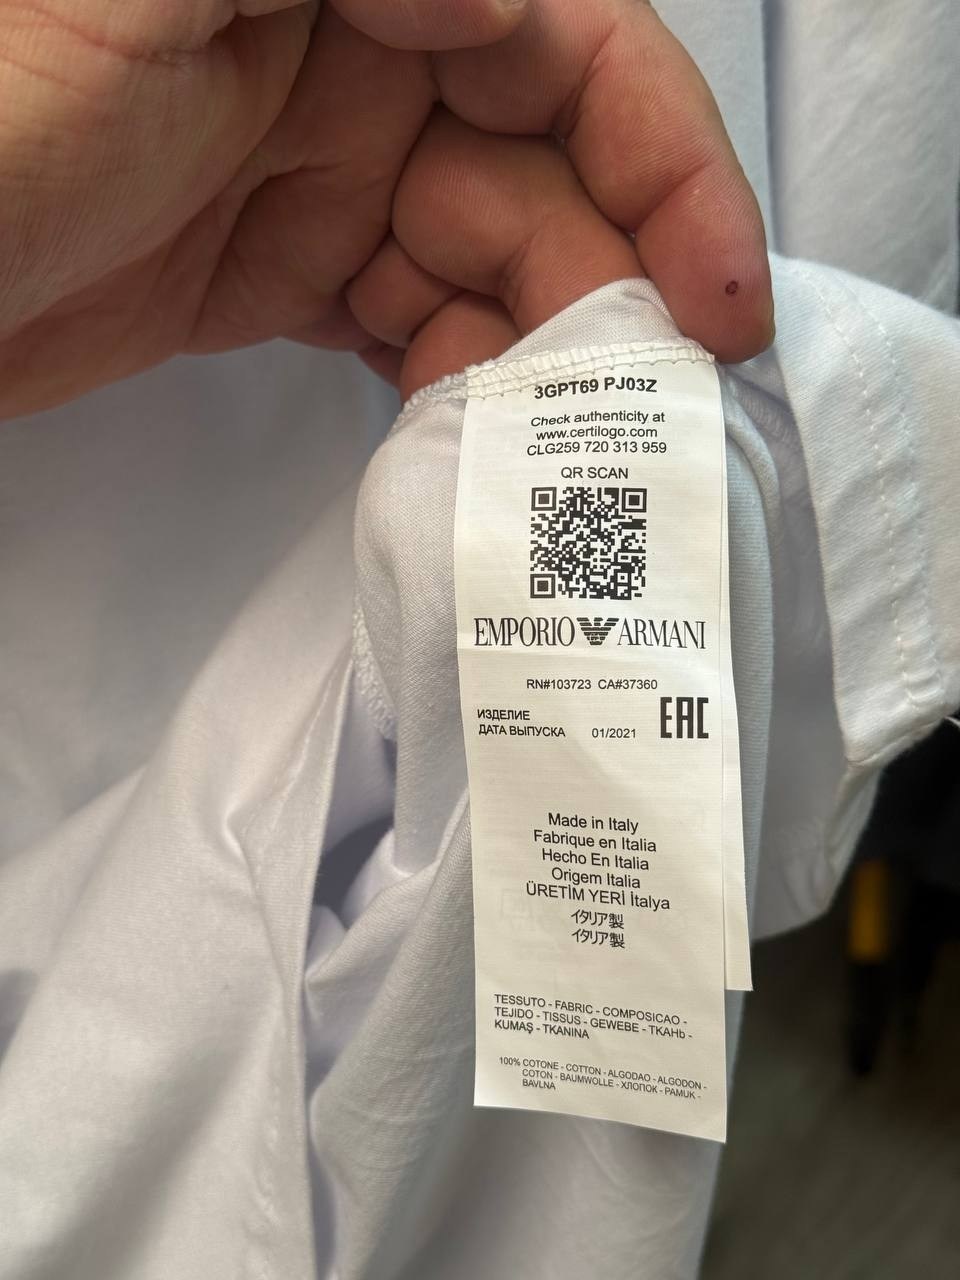 3GPT69 PJ03Z
Check authenticity at
www.certilogo.com
CLG259 720 313 959
QR SCAN
EMPORIO ARMANI
RN#103723 CA#37360
ИЗДЕЛИЕ
ДАТА ВЫПУСКА 01/2021 EAC
Made in Italy
Fabrique en Italia
Hecho En Italia
Origem Italia
ÜRETİM YERİ İtalya
イタリア製
イタリア製
TESSUTO - FABRIC - COMPOSICAO -
TEJIDO - TISSUS - GEWEBE - TKAHb -
KUMAŞ - TKANINA
100% COTONE - COTTON - ALGODAO - ALGODON -
COTON - BAUMWOLLE - ХЛОПОК - PAMUK -
BAVLNA